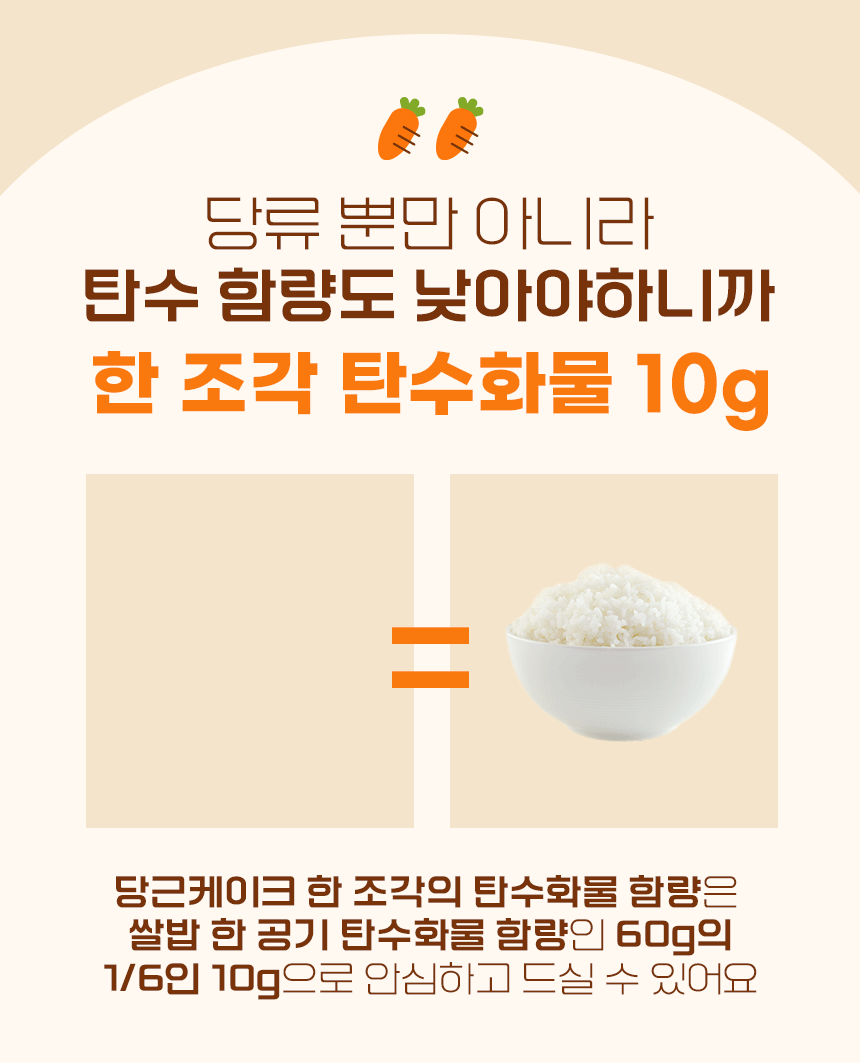 당류 뿐만 아니라
탄수 함량도 낮아야하니까
한 조각 탄수화물 10g
=
당근케이크 한 조각의 탄수화물 함량은
쌀밥 한 공기 탄수화물 함량인 60g의
1/6인 10g으로 안심하고 드실 수 있어요